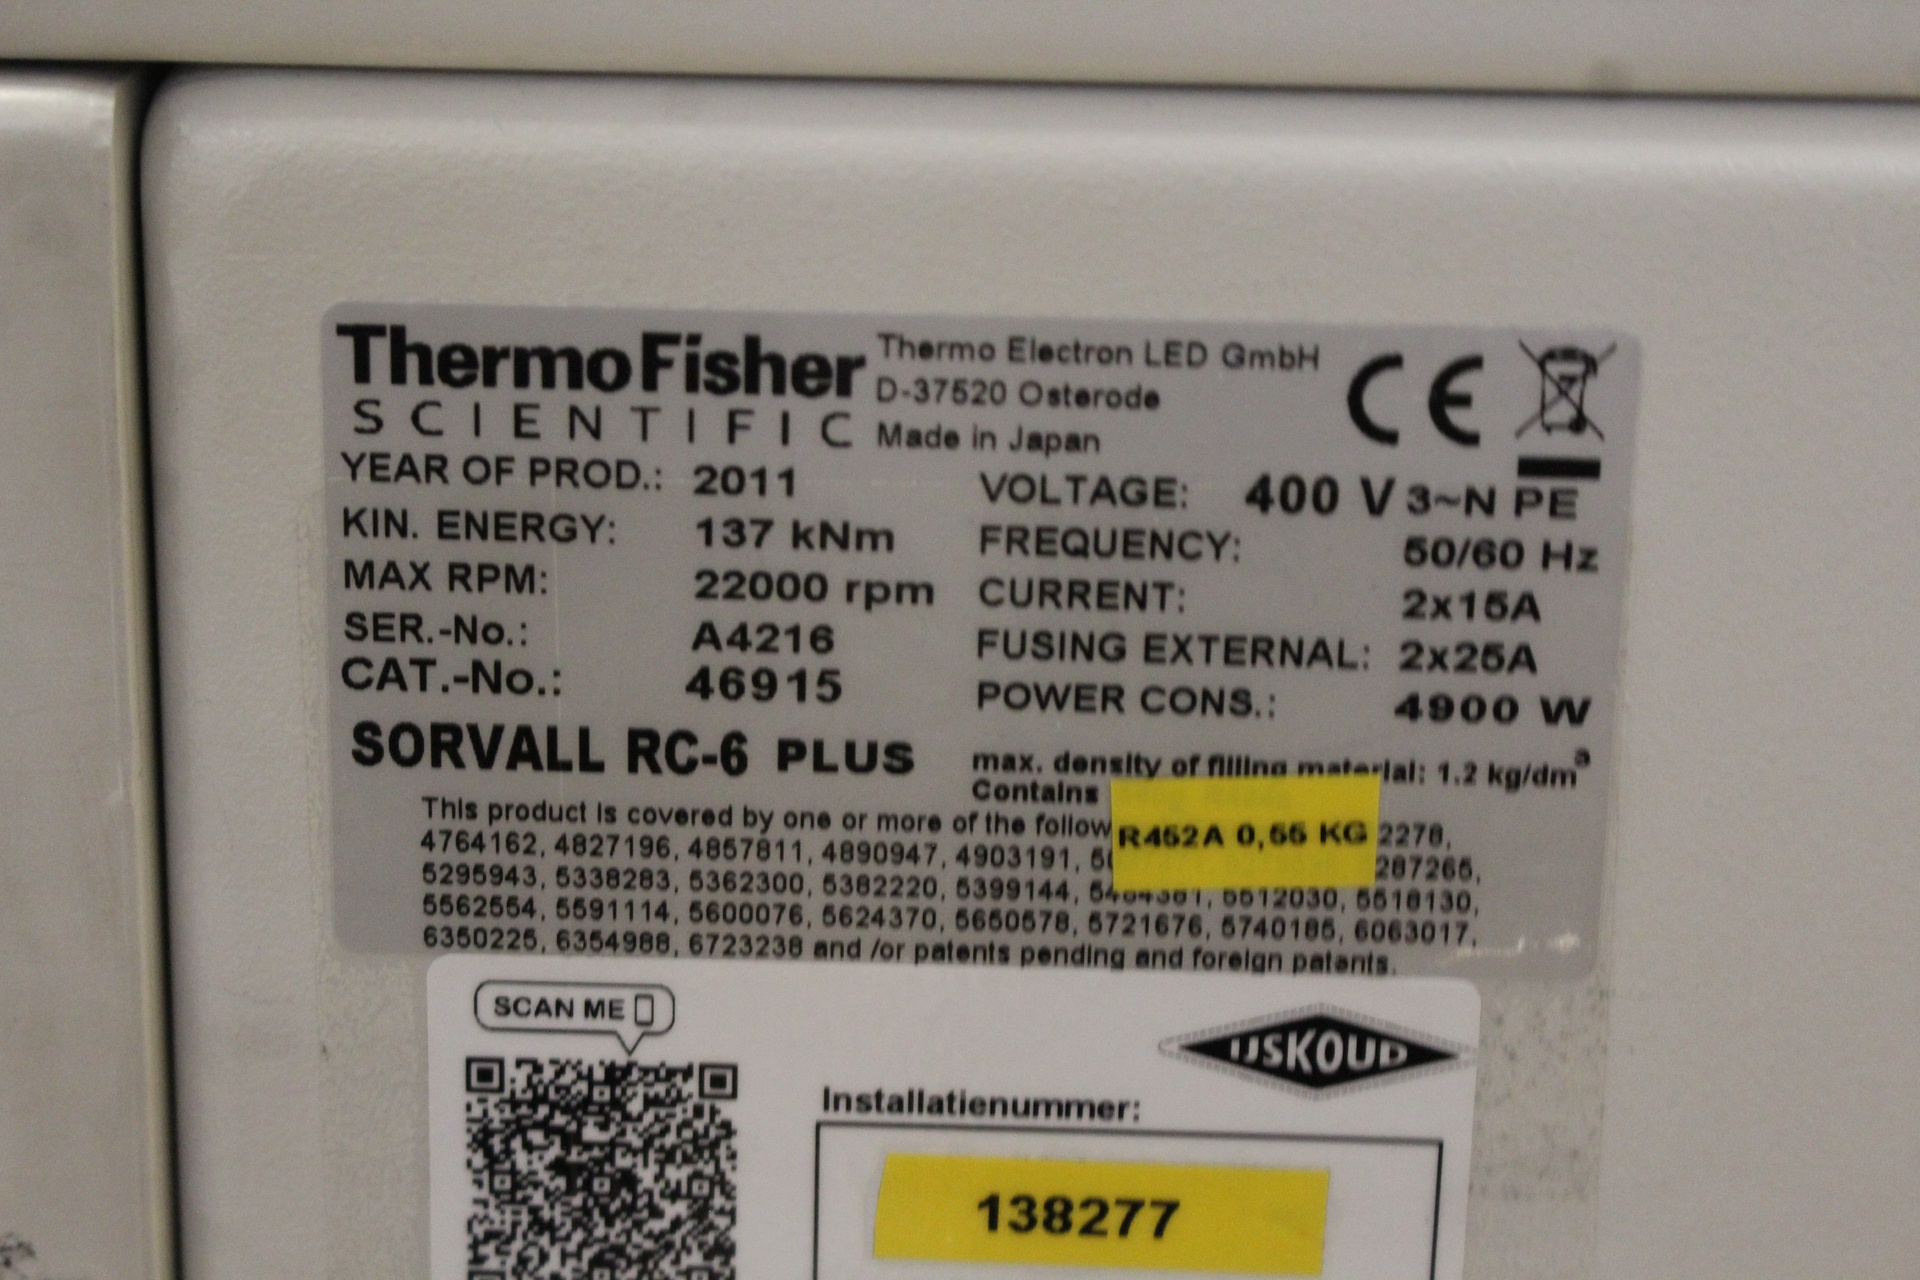 ThermoFisher
SCIENTIFIC
Thermo Electron LED GmbH
D-37520 Osterode
Made in Japan
CE
YEAR OF PROD.: 2011
KIN. ENERGY: 137 kNm
MAX RPM: 22000 rpm
SER.-No.: A4216
CAT.-No.: 46915
SORVALL RC-6 PLUS
VOLTAGE: 400 V 3~N PE
FREQUENCY: 50/60 Hz
CURRENT: 2x15A
FUSING EXTERNAL: 2x25A
POWER CONS.: 4900 W
max. density of filling material: 1.2 kg/dm³
Contains
R452A 0,55 KG
This product is covered by one or more of the follow 2278,
4764162, 4827196, 4857811, 4890947, 4903191, 287265,
5295943, 5338283, 5362300, 5382220, 5399144, 5512030, 5518130,
5562554, 5591114, 5600076, 5624370, 5650578, 5721676, 5740185, 6063017,
6350225, 6354988, 6723238 and /or patents pending and foreign patents.
SCAN ME
IJSKOUD
Installatienummer:
138277